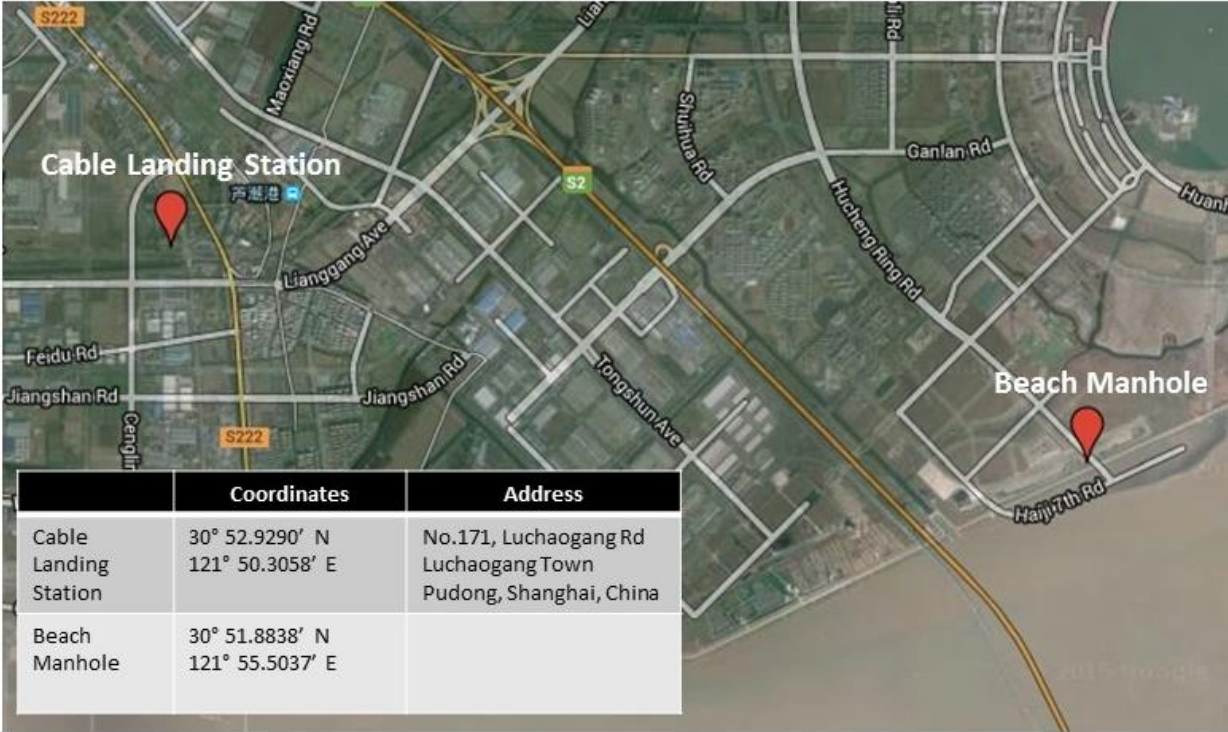 S222
Maoxiang Rd
Shuihua Rd
Ganlan Rd
Cable Landing Station
芦潮港
S2
Hucheng Ring Rd
Lianggang Ave
Feidu Rd
Jiangshan Rd
Jiangshan Rd
Tongshun Ave
Beach Manhole
S222
Haiji 7th Rd
Coordinates Address
Cable Landing Station
30° 52.9290' N
121° 50.3058' E
No.171, Luchaogang Rd
Luchaogang Town
Pudong, Shanghai, China
Beach Manhole
30° 51.8838' N
121° 55.5037' E